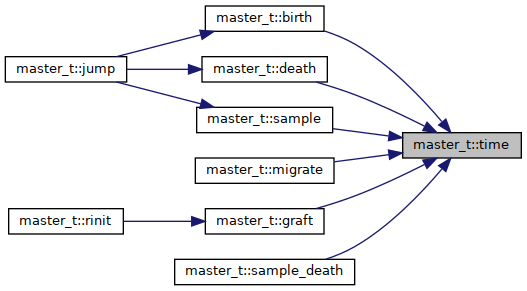 master_t::birth
master_t::jump
master_t::death
master_t::sample
master_t::time
master_t::migrate
master_t::rinit
master_t::graft
master_t::sample_death